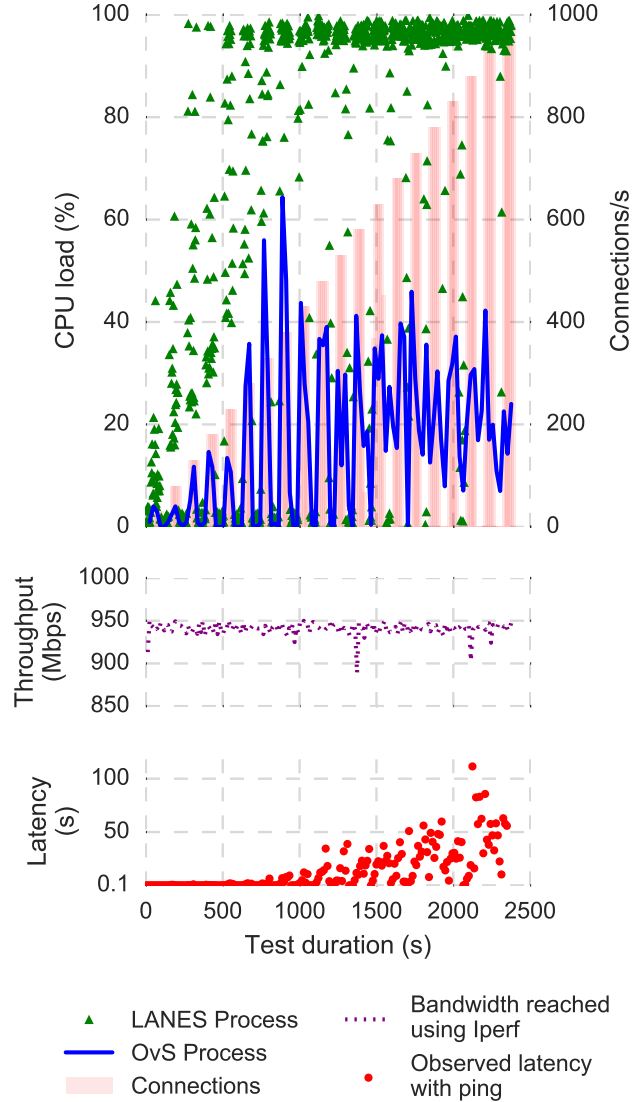 100
80
60
40
20
0
CPU load (%)
1000
800
600
400
200
0
Connections/s
1000
950
900
850
Throughput
(Mbps)
100
50
0.1
Latency
(s)
0 500 1000 1500 2000 2500
Test duration (s)
LANES Process
OvS Process
Connections
Bandwidth reached
using Iperf
Observed latency
with ping